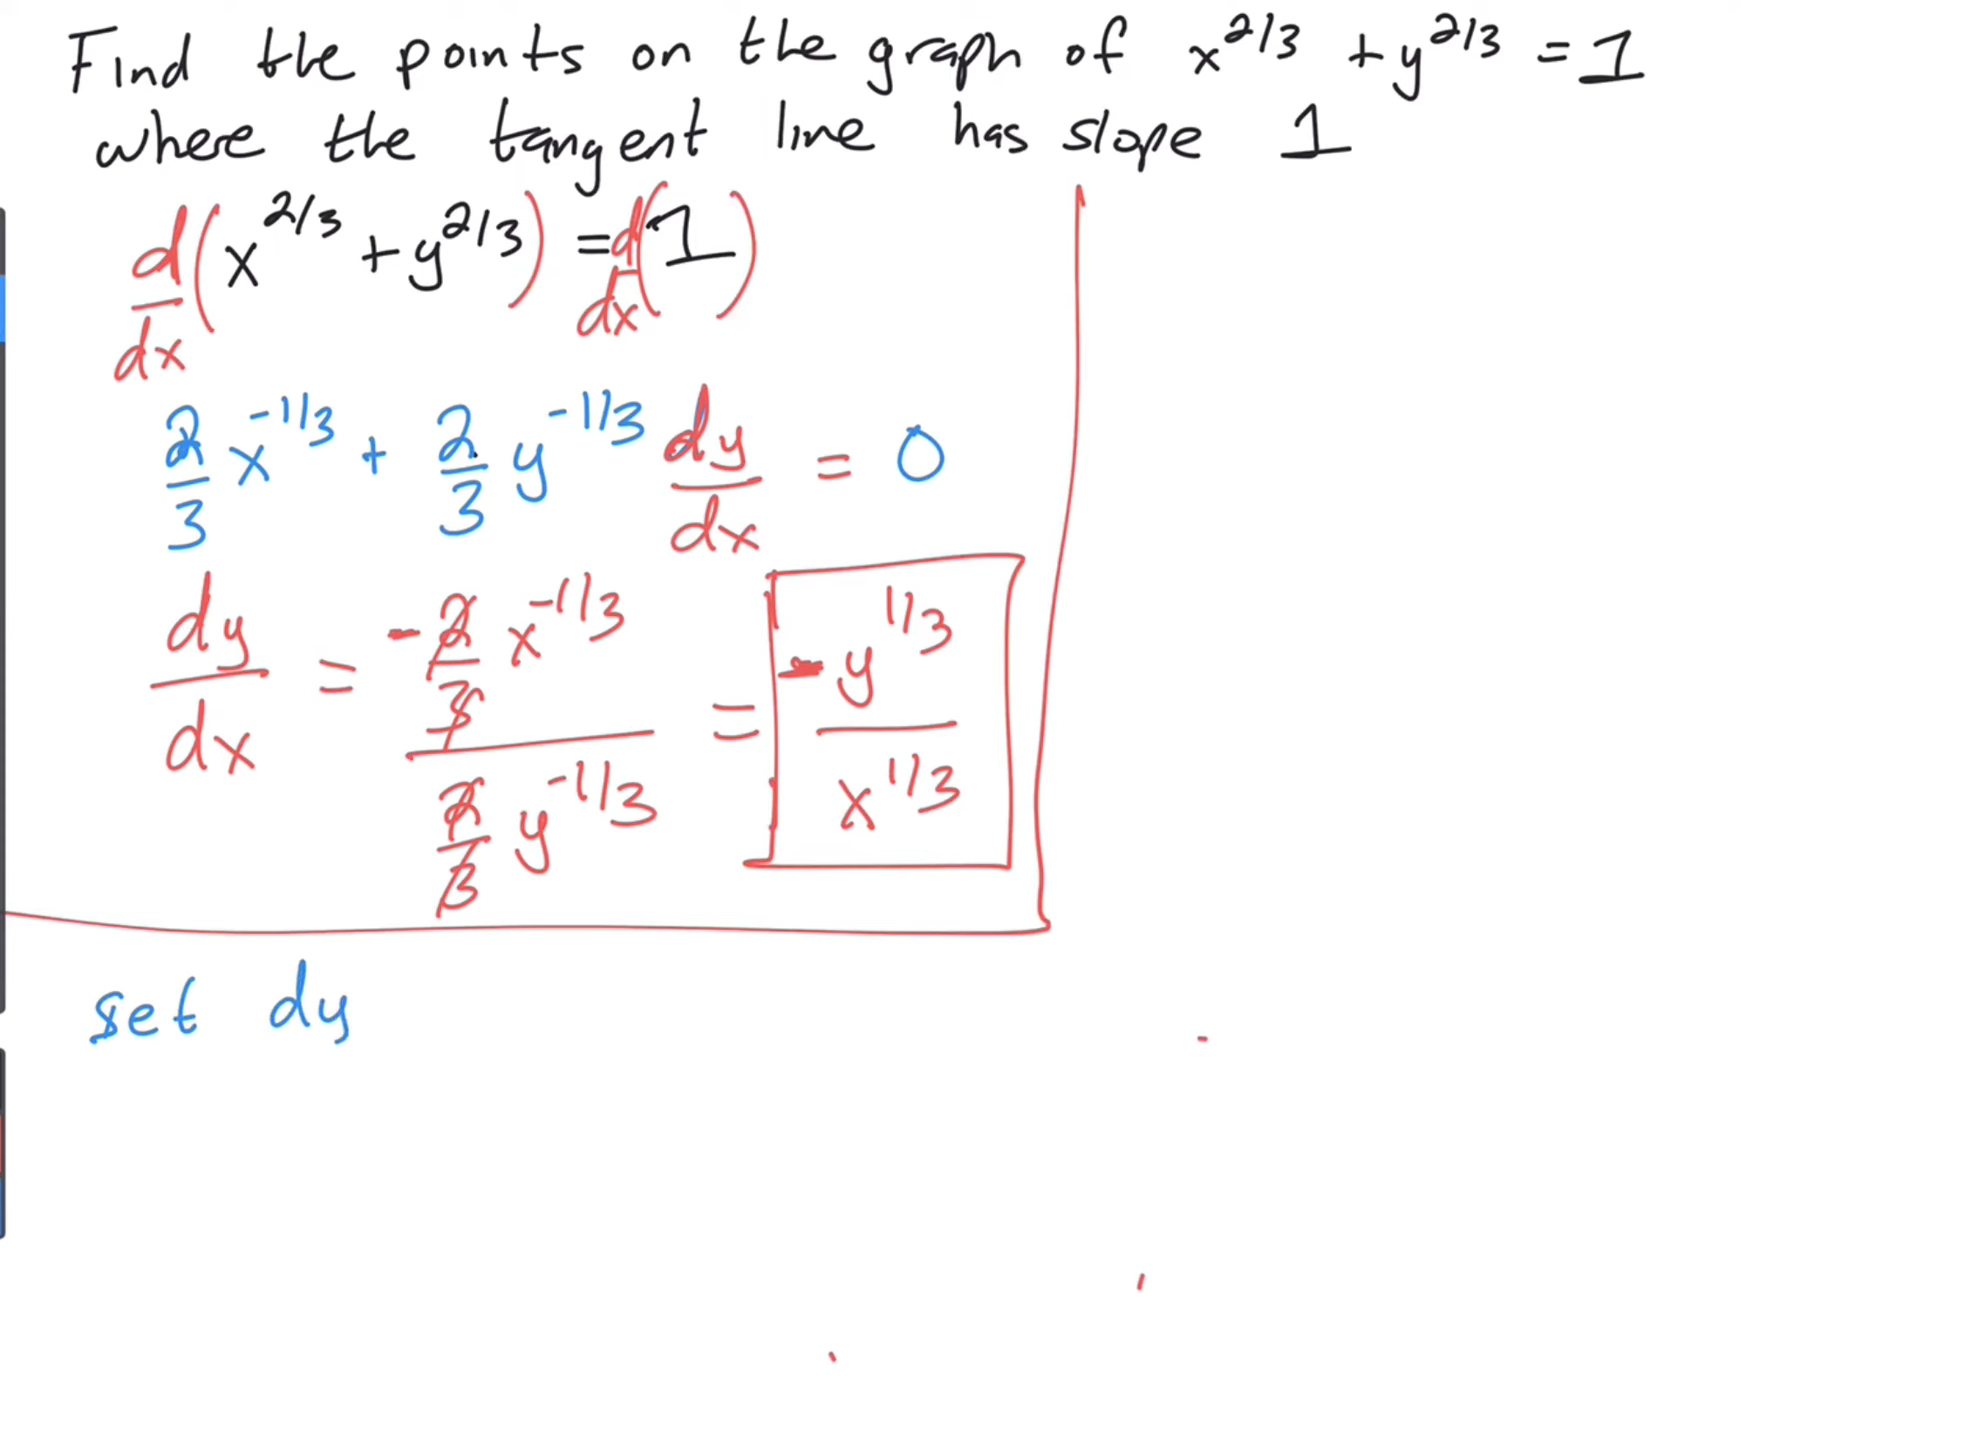 Find the points on the graph of x^{2/3} + y^{2/3} = 1
where the tangent line has slope 1
d/dx (x^{2/3} + y^{2/3}) = d/dx (1)
2/3 x^{-1/3} + 2/3 y^{-1/3} dy/dx = 0
dy/dx = (-2/3 x^{-1/3}) / (2/3 y^{-1/3}) = -y^{1/3} / x^{1/3}
set dy